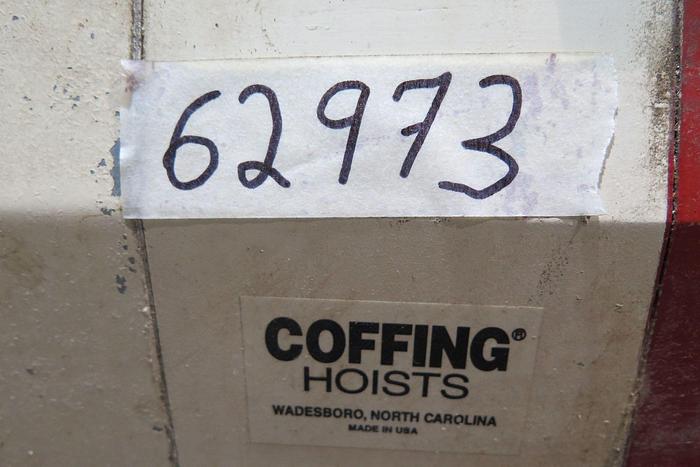 62973
COFFING®
HOISTS
WADESBORO, NORTH CAROLINA
MADE IN USA